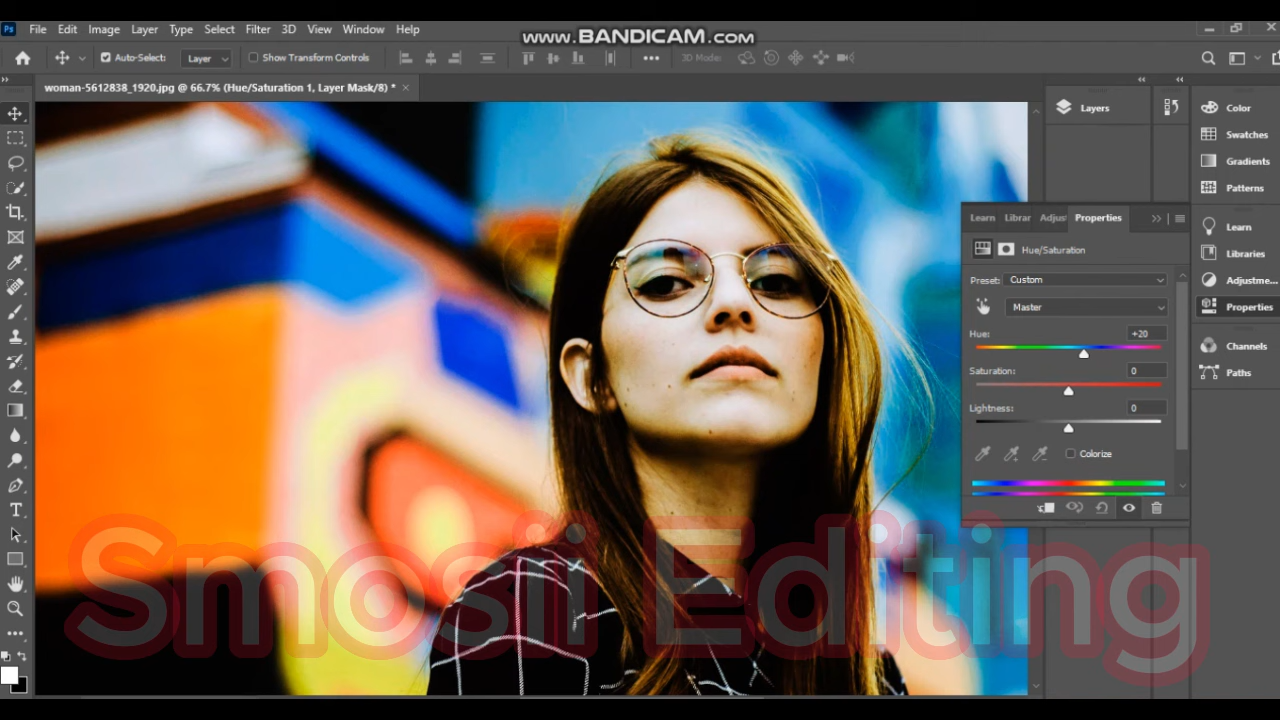 www.BANDICAM.com
Ps File Edit Image Layer Type Select Filter 3D View Window Help
Auto-Select: Layer Show Transform Controls 3D Mode:
woman-5612838_1920.jpg @ 66.7% (Hue/Saturation 1, Layer Mask/8) * ×
Layers
Color
Swatches
Gradients
Patterns
Learn
Libraries
Adjustme...
Properties
Channels
Paths
Learn Librar Adjus Properties
Hue/Saturation
Preset: Custom
Master
Hue: +20
Saturation: 0
Lightness: 0
Colorize
Smosii Editing